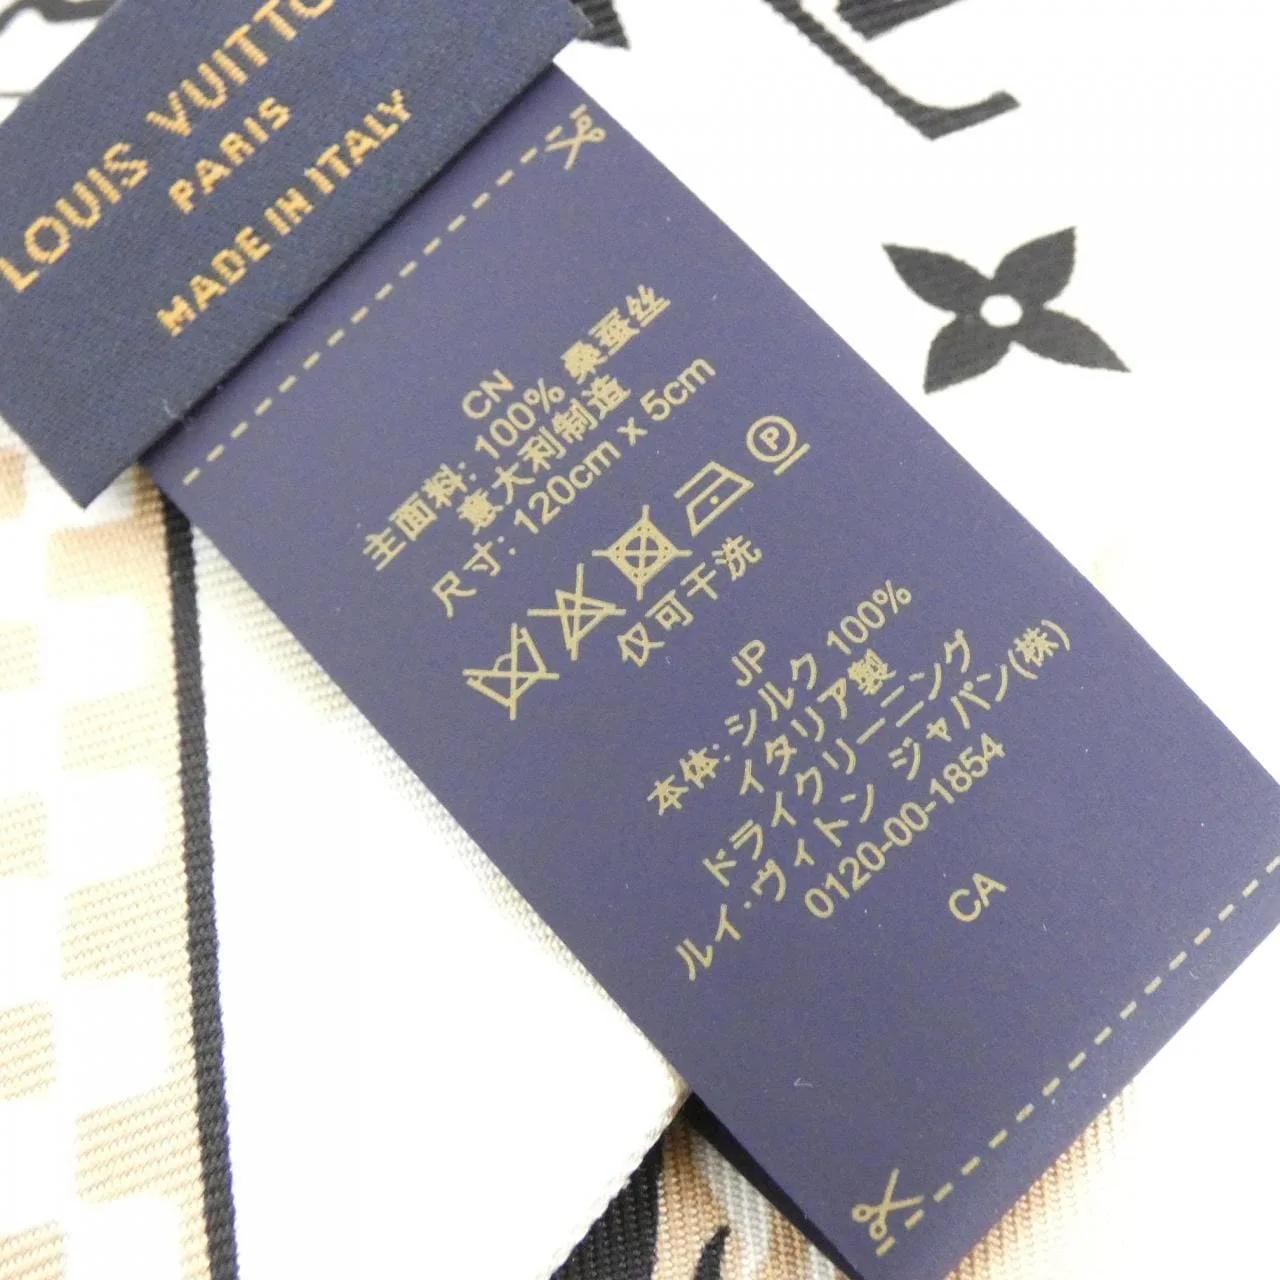 LOUIS VUITTON
PARIS
MADE IN ITALY
CN
主面料: 100% 桑蚕丝
意大利制造
尺寸: 120cm x 5cm
仅可干洗
JP
本体: シルク 100%
イタリア製
ドライクリーニング
ルイ・ヴィトン ジャパン(株)
0120-00-1854
CA